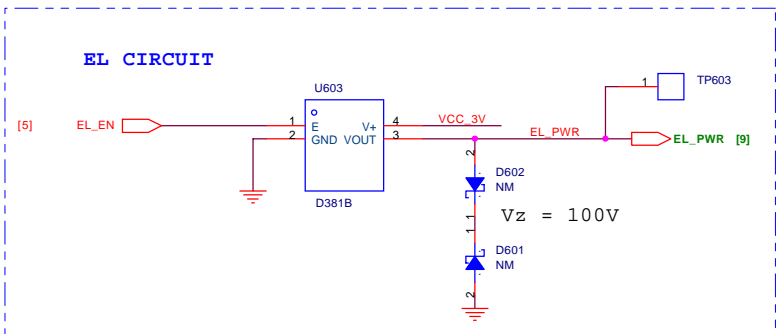 EL CIRCUIT
U603
1
TP603
[5]
EL_EN
1
E
V+
4
VCC_3V
2
GND
VOUT
3
EL_PWR
EL_PWR [9]
D381B
2
D602
NM
1
Vz = 100V
1
D601
NM
2